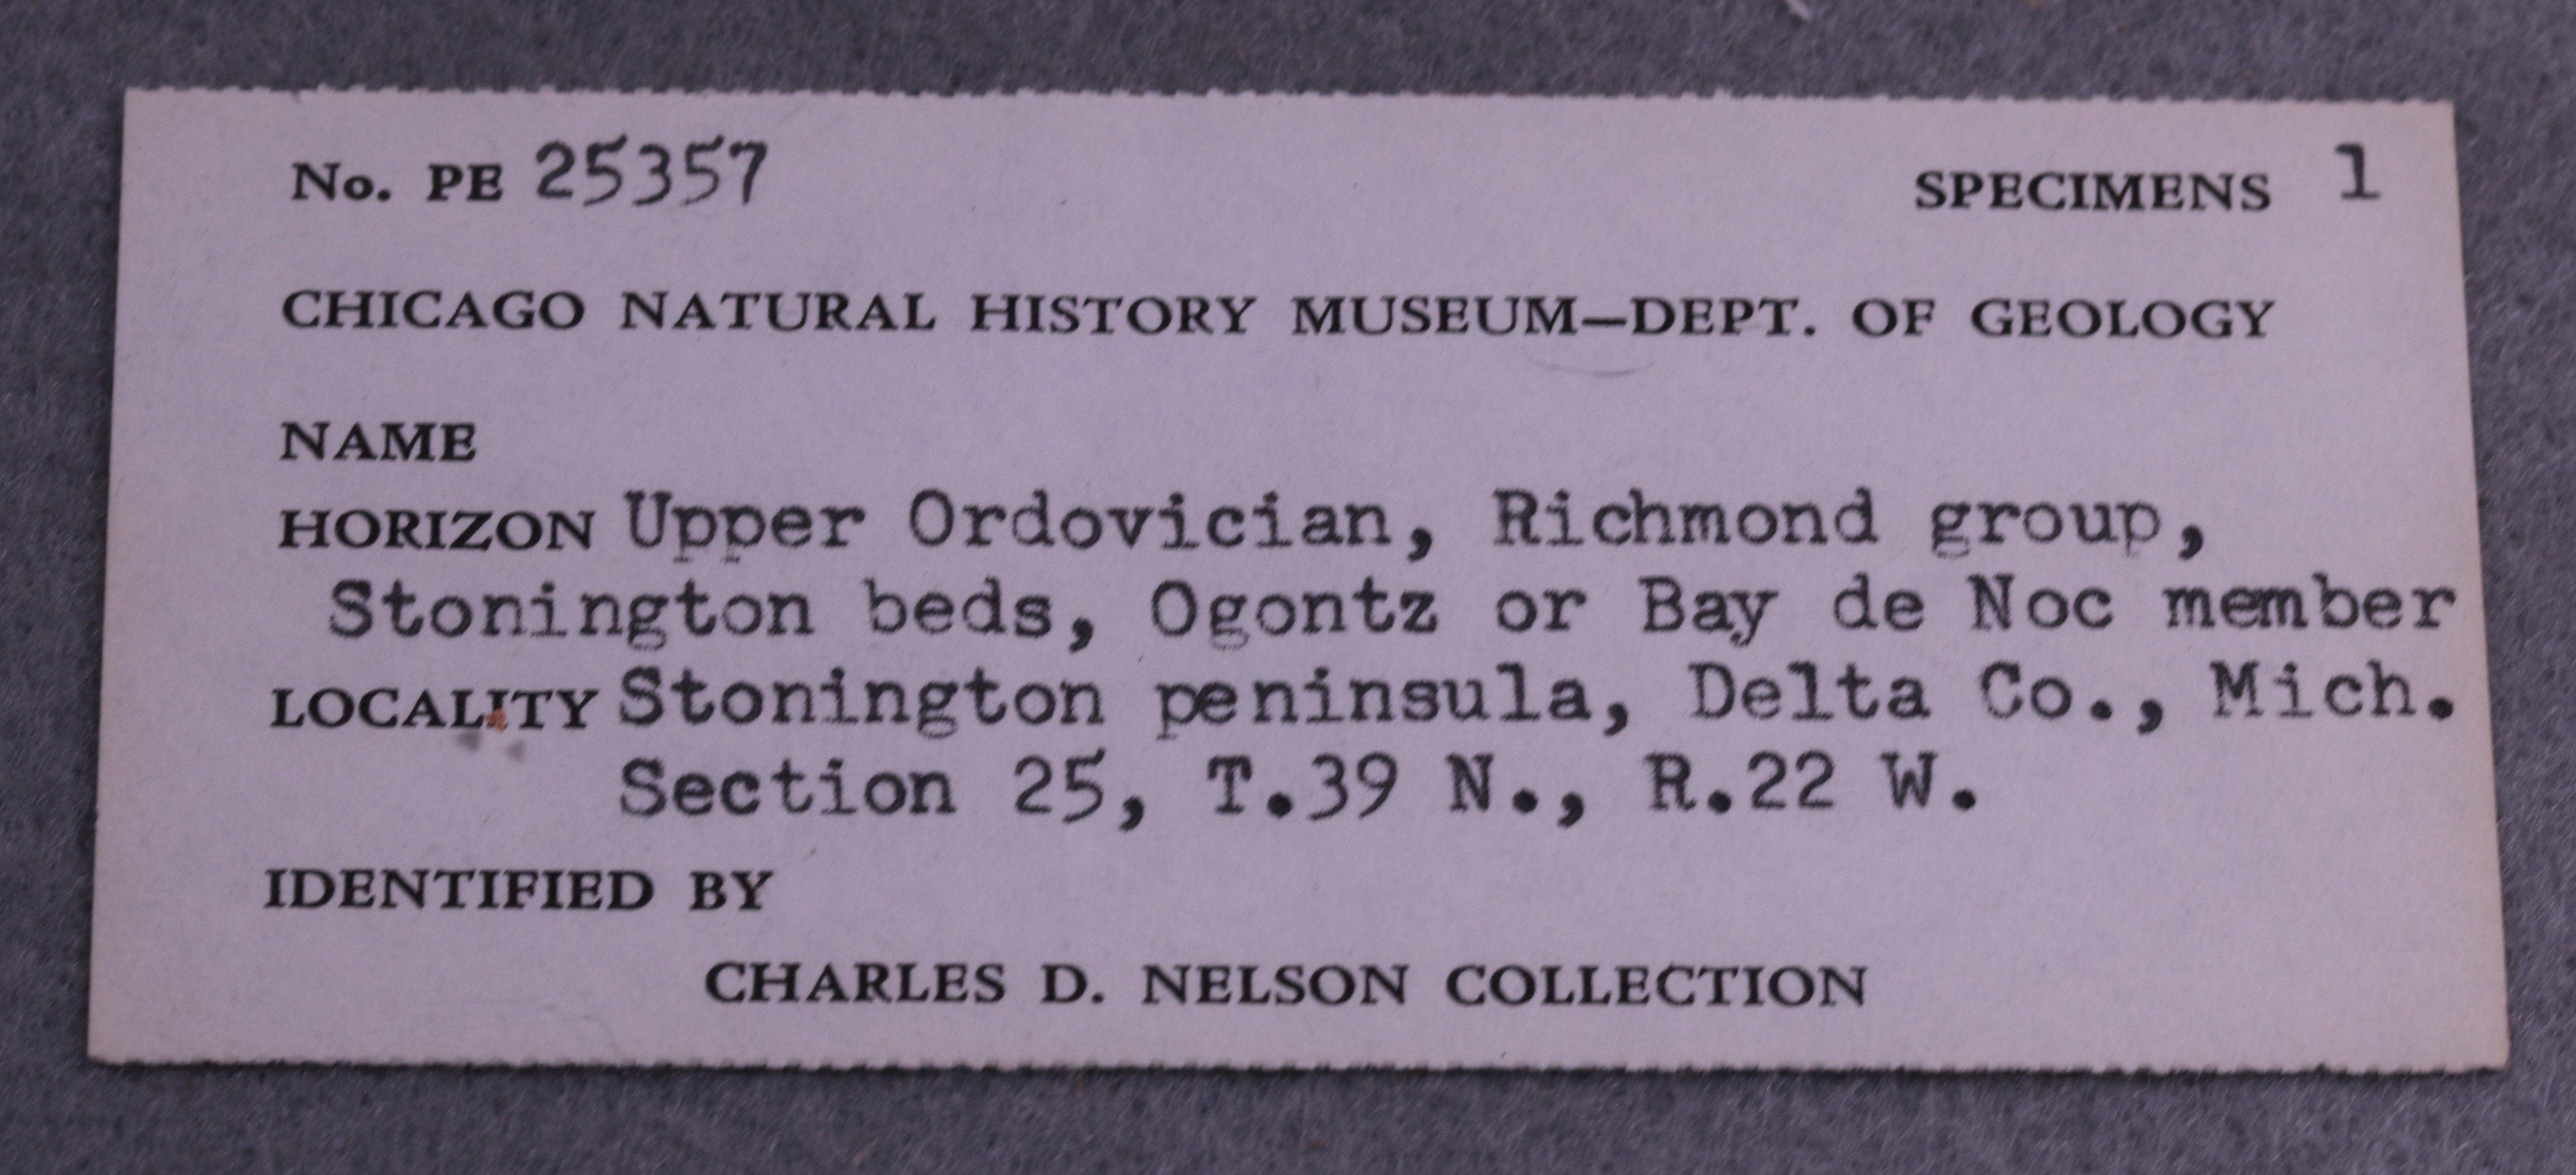 No. PE 25357 SPECIMENS 1
CHICAGO NATURAL HISTORY MUSEUM—DEPT. OF GEOLOGY
NAME
HORIZON Upper Ordovician, Richmond group,
Stonington beds, Ogontz or Bay de Noc member
LOCALITY Stonington peninsula, Delta Co., Mich.
Section 25, T.39 N., R.22 W.
IDENTIFIED BY
CHARLES D. NELSON COLLECTION